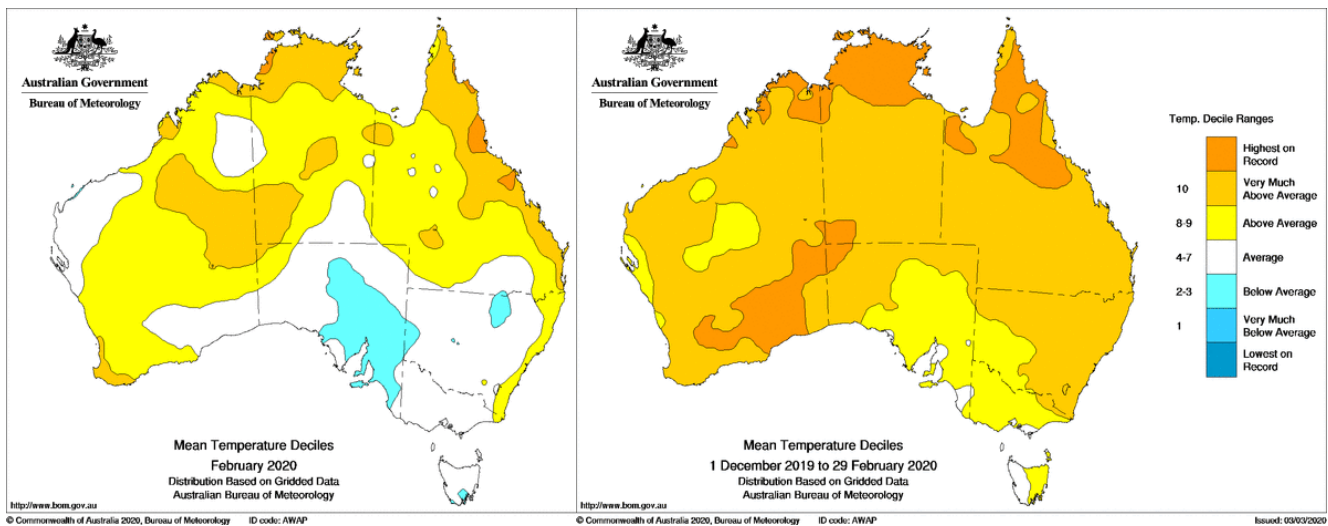 Australian Government
Bureau of Meteorology
Mean Temperature Deciles
February 2020
Distribution Based on Gridded Data
Australian Bureau of Meteorology
http://www.bom.gov.au
© Commonwealth of Australia 2020, Bureau of Meteorology
ID code: AWAP
Australian Government
Bureau of Meteorology
Mean Temperature Deciles
1 December 2019 to 29 February 2020
Distribution Based on Gridded Data
Australian Bureau of Meteorology
http://www.bom.gov.au
© Commonwealth of Australia 2020, Bureau of Meteorology
ID code: AWAP
Issued: 03/03/2020
Temp. Decile Ranges
Highest on
Record
10
Very Much
Above Average
8-9
Above Average
4-7
Average
2-3
Below Average
1
Very Much
Below Average
Lowest on
Record